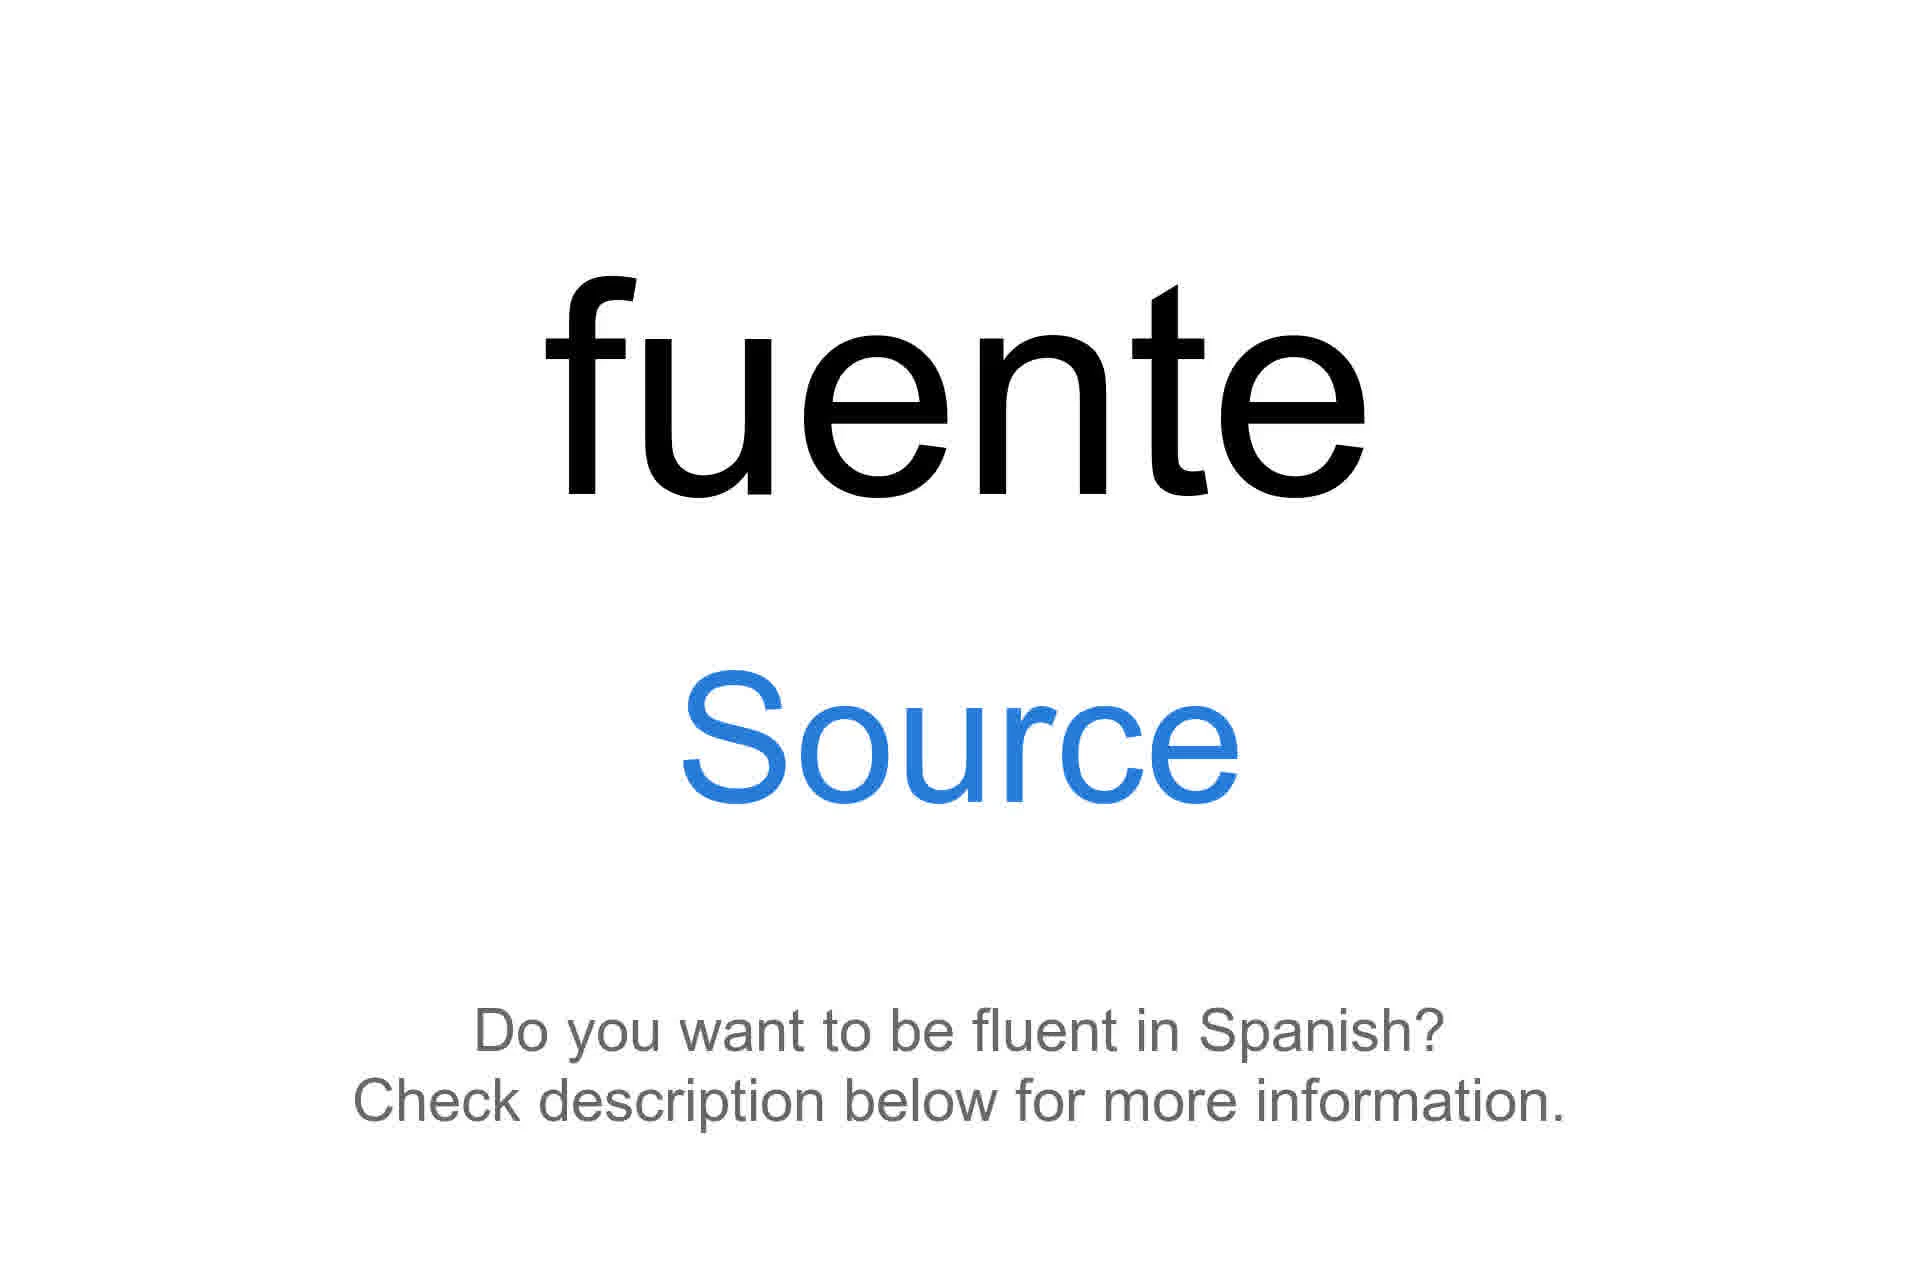 fuente
Source
Do you want to be fluent in Spanish?
Check description below for more information.